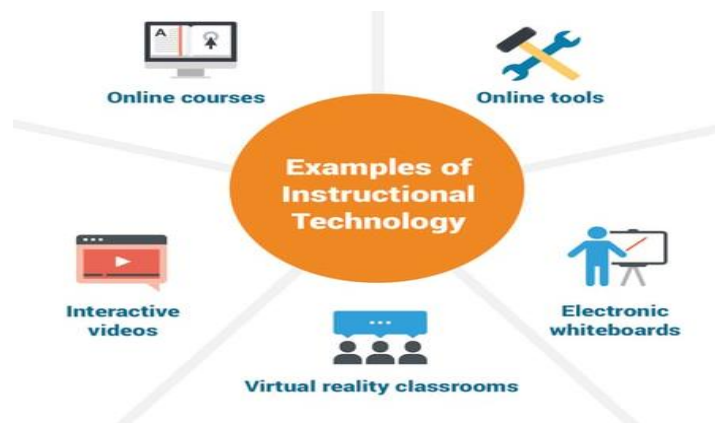 Online courses
Online tools
Examples of
Instructional
Technology
Interactive
videos
Electronic
whiteboards
Virtual reality classrooms